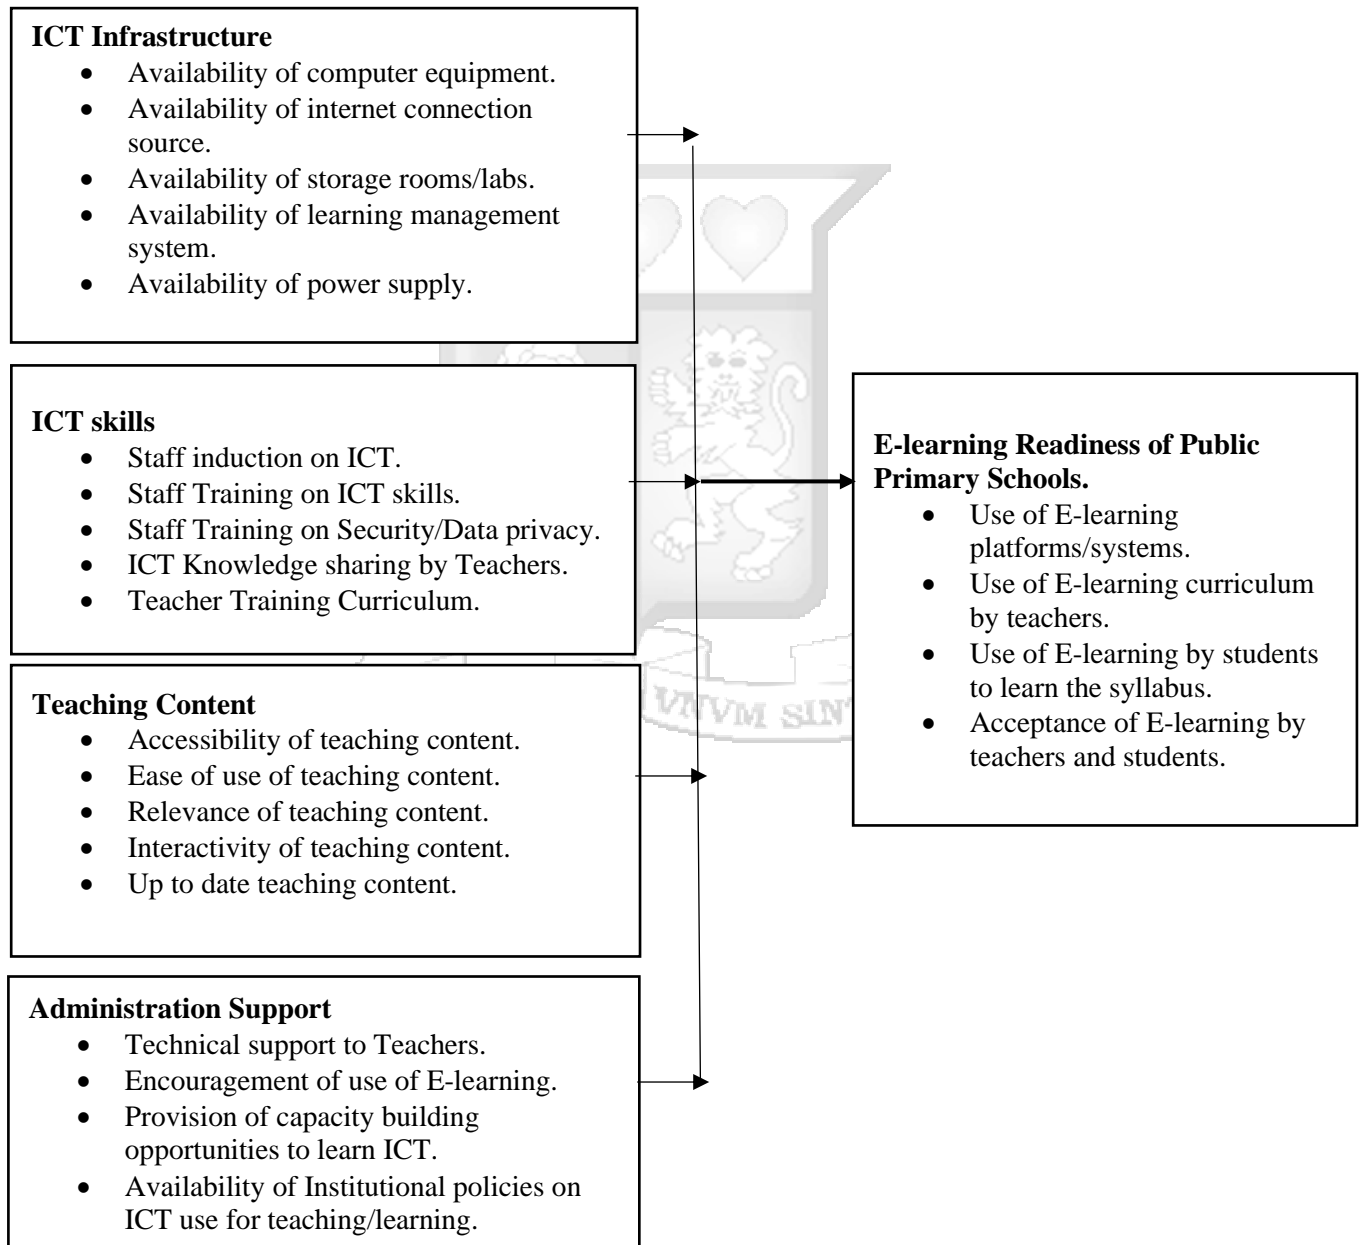 ICT Infrastructure
• Availability of computer equipment.
• Availability of internet connection
source.
• Availability of storage rooms/labs.
• Availability of learning management
system.
• Availability of power supply.
ICT skills
• Staff induction on ICT.
• Staff Training on ICT skills.
• Staff Training on Security/Data privacy.
• ICT Knowledge sharing by Teachers.
• Teacher Training Curriculum.
Teaching Content
• Accessibility of teaching content.
• Ease of use of teaching content.
• Relevance of teaching content.
• Interactivity of teaching content.
• Up to date teaching content.
Administration Support
• Technical support to Teachers.
• Encouragement of use of E-learning.
• Provision of capacity building
opportunities to learn ICT.
• Availability of Institutional policies on
ICT use for teaching/learning.
E-learning Readiness of Public
Primary Schools.
• Use of E-learning
platforms/systems.
• Use of E-learning curriculum
by teachers.
• Use of E-learning by students
to learn the syllabus.
• Acceptance of E-learning by
teachers and students.
VNVM SIN